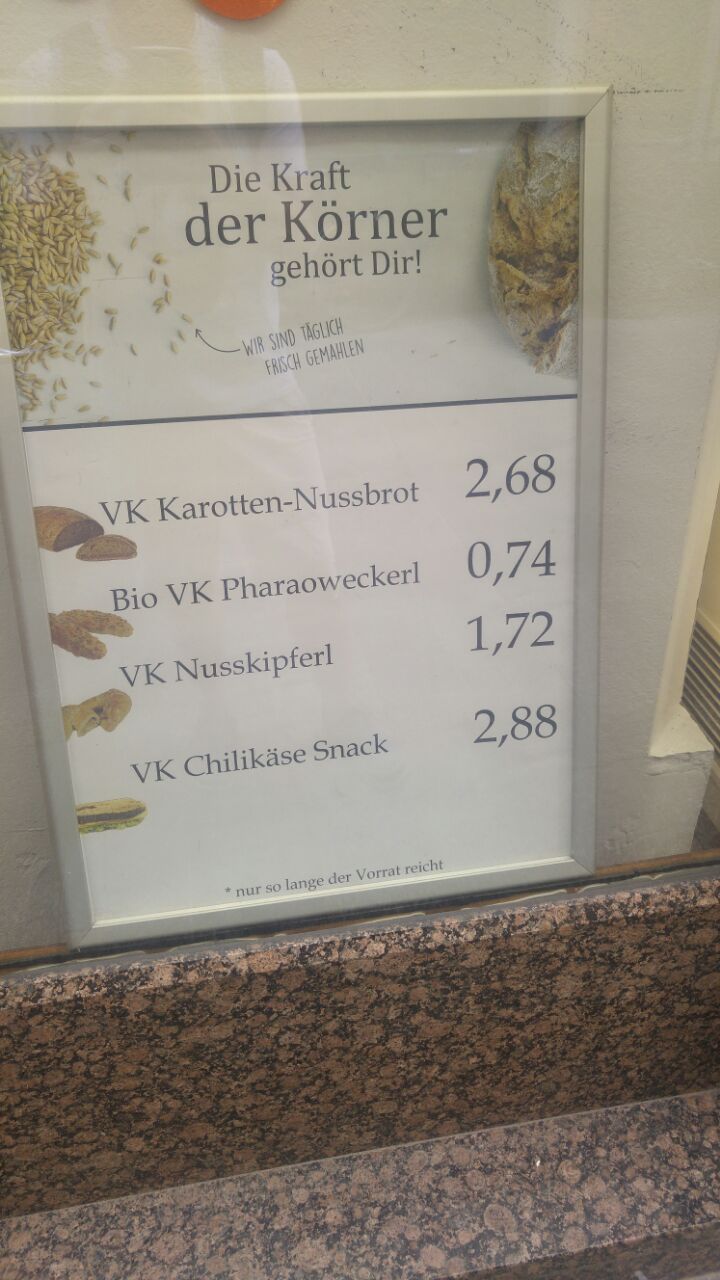 Die Kraft
der Körner
gehört Dir!
WIR SIND TÄGLICH
FRISCH GEMAHLEN
VK Karotten-Nussbrot 2,68
Bio VK Pharaoweckerl 0,74
VK Nusskipferl 1,72
VK Chilikäse Snack 2,88
* nur so lange der Vorrat reicht